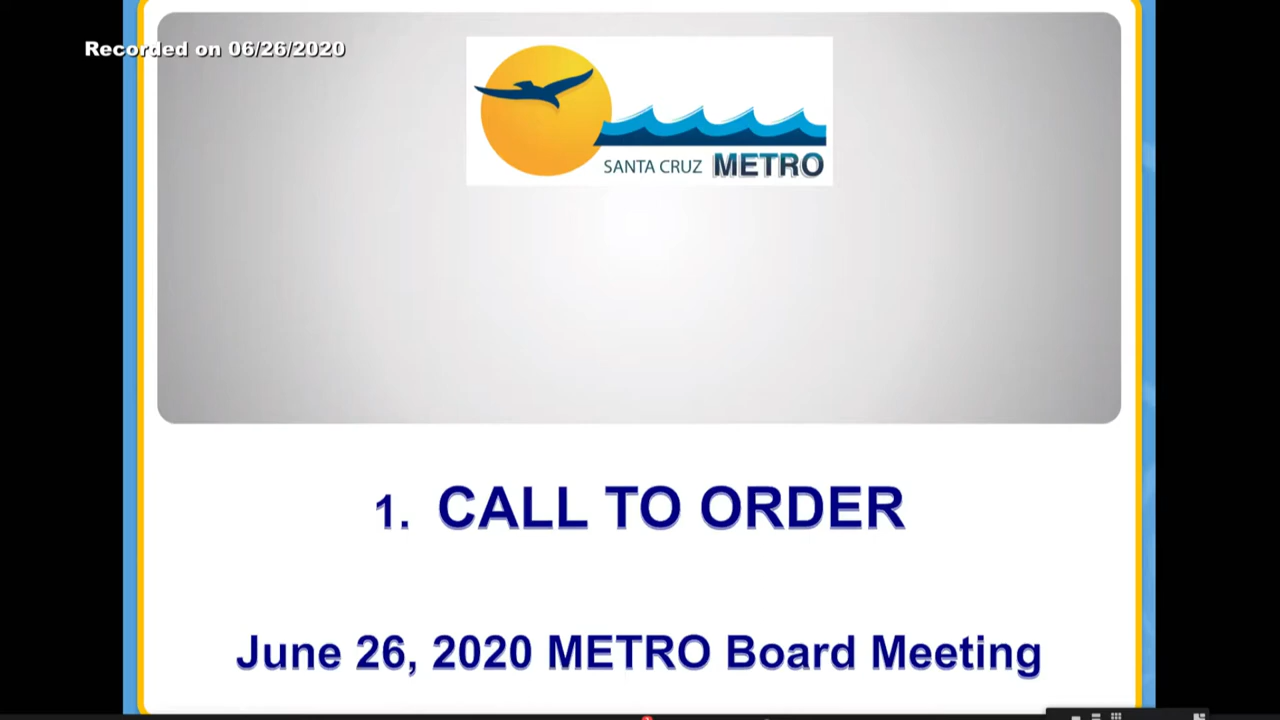 Recorded on 06/26/2020
SANTA CRUZ METRO
1. CALL TO ORDER
June 26, 2020 METRO Board Meeting